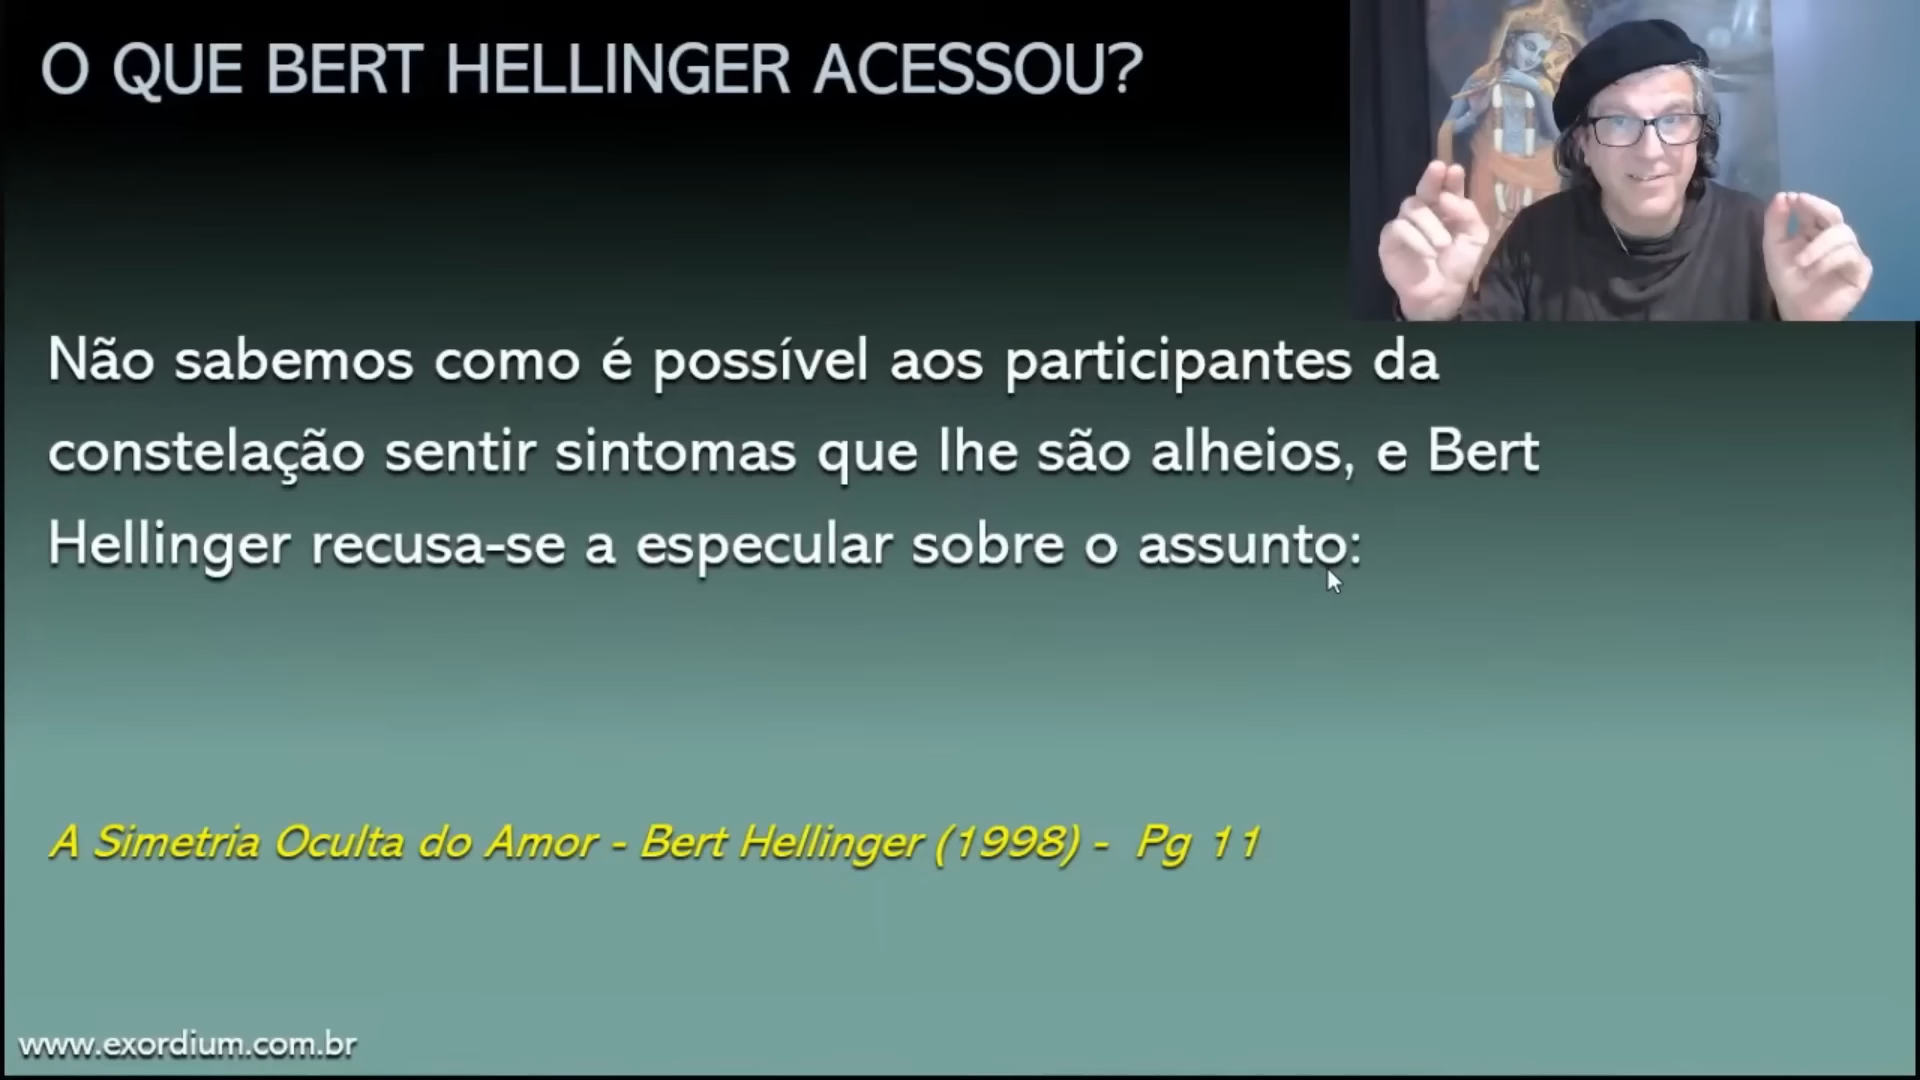 O QUE BERT HELLINGER ACESSOU?
Não sabemos como é possível aos participantes da
constelação sentir sintomas que lhe são alheios, e Bert
Hellinger recusa-se a especular sobre o assunto:
A Simetria Oculta do Amor - Bert Hellinger (1998) - Pg 11
www.exordium.com.br